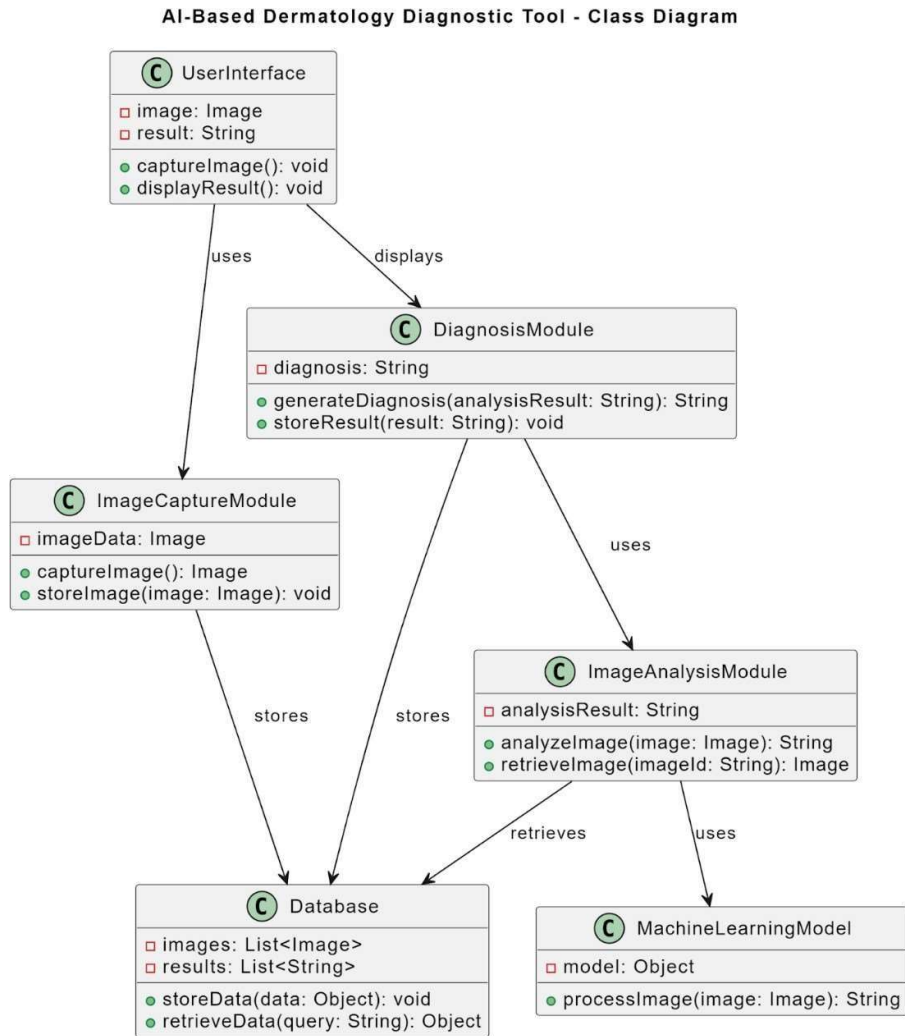 AI-Based Dermatology Diagnostic Tool - Class Diagram
C UserInterface
image: Image
result: String
captureImage(): void
displayResult(): void
uses
displays
C DiagnosisModule
diagnosis: String
generateDiagnosis(analysisResult: String): String
storeResult(result: String): void
C ImageCaptureModule
imageData: Image
captureImage(): Image
storeImage(image: Image): void
uses
C ImageAnalysisModule
analysisResult: String
analyzeImage(image: Image): String
retrieveImage(imageId: String): Image
stores
stores
retrieves
uses
C Database
images: List<Image>
results: List<String>
storeData(data: Object): void
retrieveData(query: String): Object
C MachineLearningModel
model: Object
processImage(image: Image): String